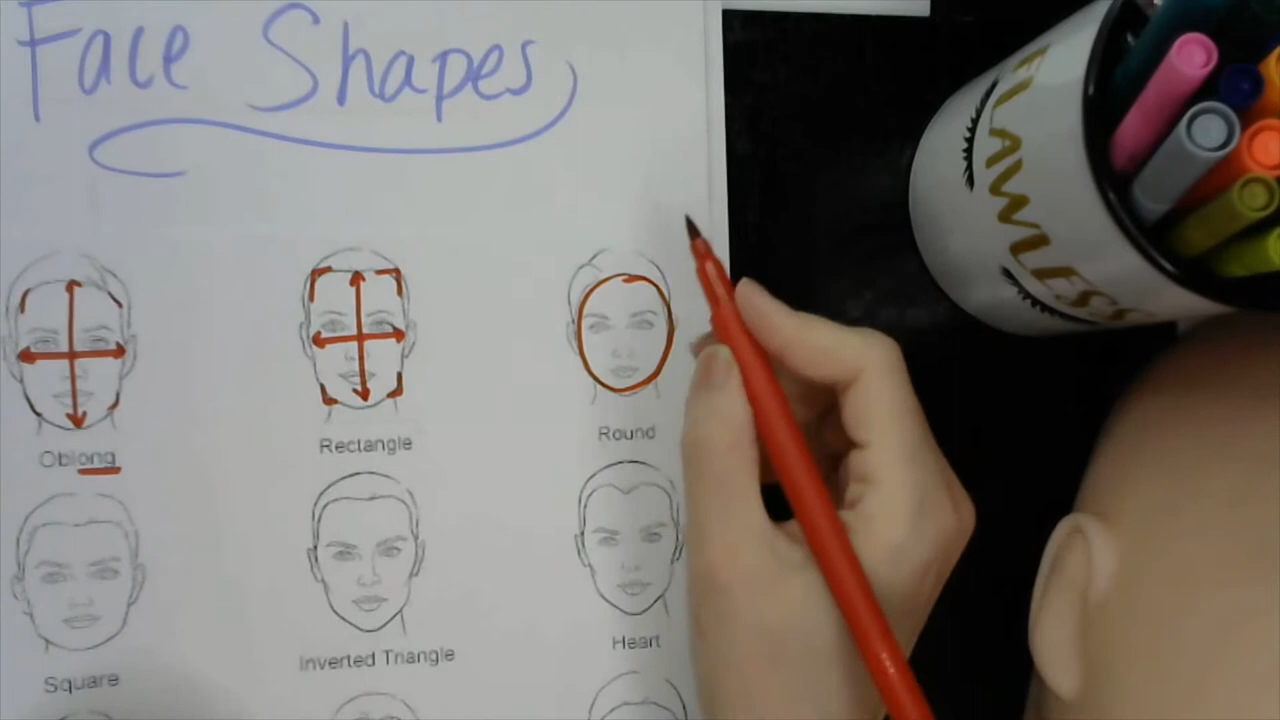 Face Shapes
FLAWLESS
Oblong
Rectangle
Round
Square
Inverted Triangle
Heart